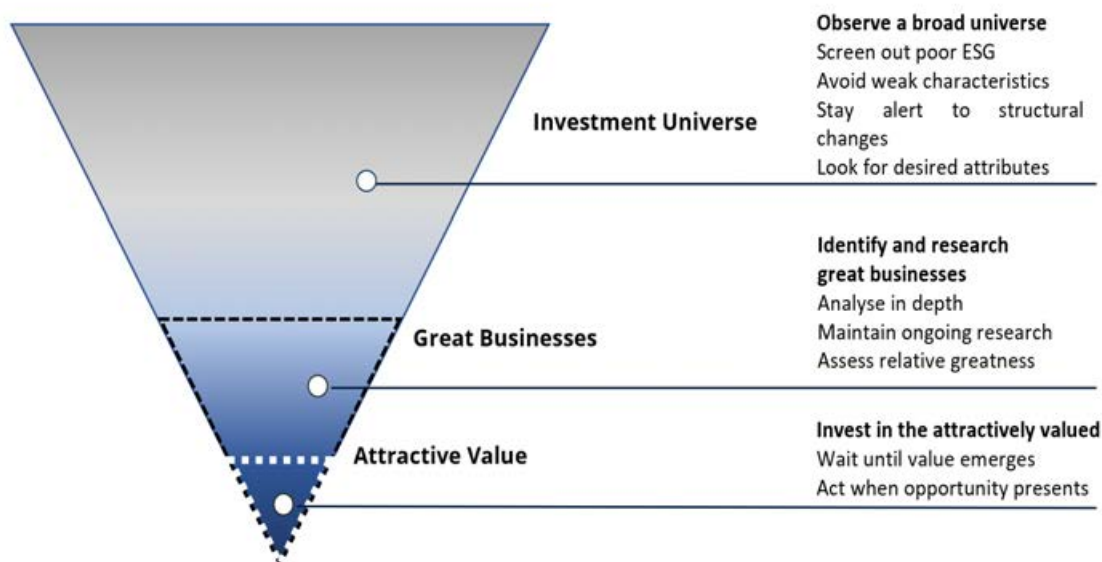 Observe a broad universe
Screen out poor ESG
Avoid weak characteristics
Stay alert to structural
changes
Look for desired attributes
Investment Universe
Identify and research
great businesses
Analyse in depth
Maintain ongoing research
Assess relative greatness
Great Businesses
Invest in the attractively valued
Wait until value emerges
Act when opportunity presents
Attractive Value